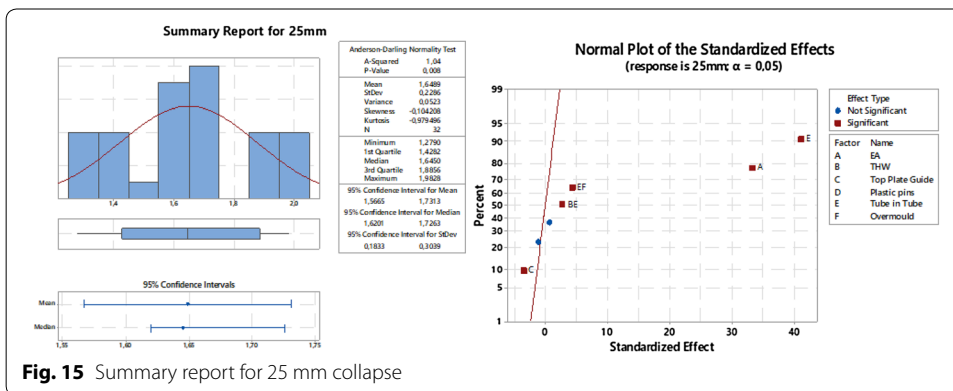 Summary Report for 25mm
Anderson-Darling Normality Test
A-Squared 1,04
P-Value 0,008
Mean 1,6489
StDev 0,2286
Variance 0,0523
Skewness -0,104208
Kurtosis -0,979496
N 32
Minimum 1,2790
1st Quartile 1,4282
Median 1,6450
3rd Quartile 1,8856
Maximum 1,9828
95% Confidence Interval for Mean
1,5665 1,7313
95% Confidence Interval for Median
1,6201 1,7263
95% Confidence Interval for StDev
0,1833 0,3039
1,4 1,6 1,8 2,0
95% Confidence Intervals
Mean
Median
1,55 1,60 1,65 1,70 1,75
Normal Plot of the Standardized Effects
(response is 25mm; α = 0,05)
Percent
99
95
90
80
70
60
50
40
30
20
10
5
1
E
A
EF
BE
C
0 10 20 30 40
Standardized Effect
Effect Type
Not Significant
Significant
Factor Name
A EA
B THW
C Top Plate Guide
D Plastic pins
E Tube in Tube
F Overmould
Fig. 15 Summary report for 25 mm collapse